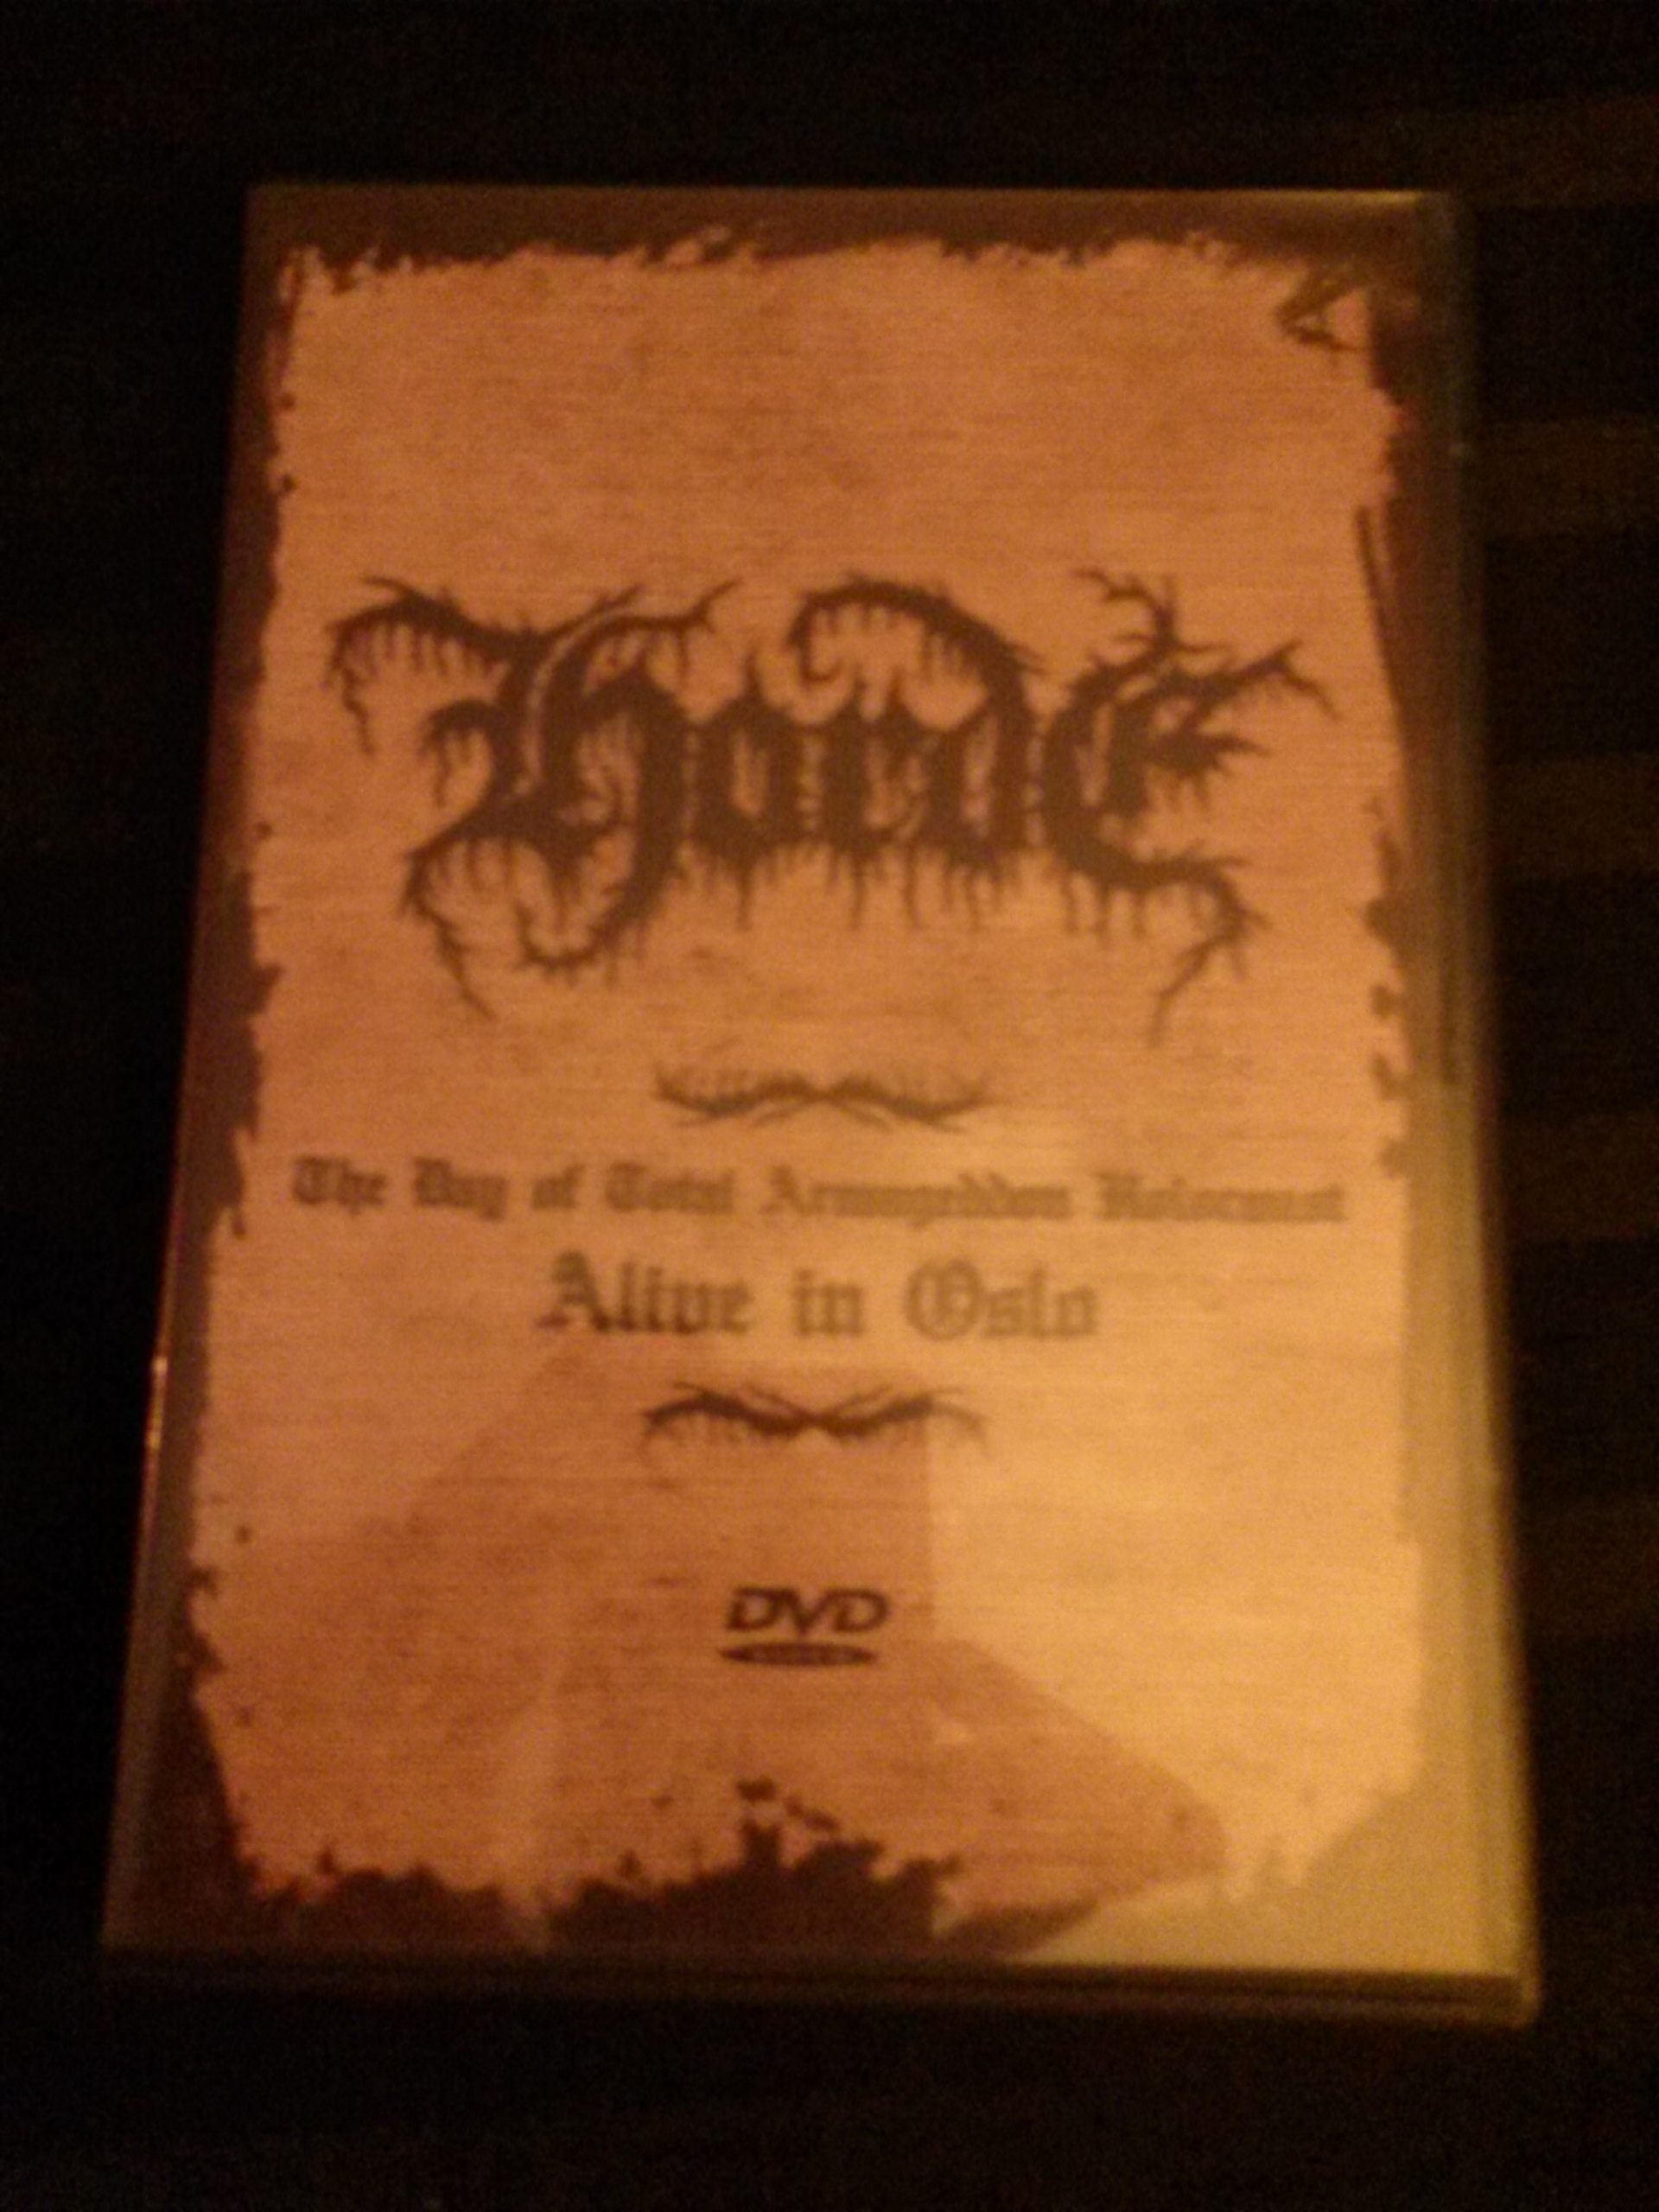 Horde
The Day of Total Armageddon Holocaust
Alive in Oslo
DVD